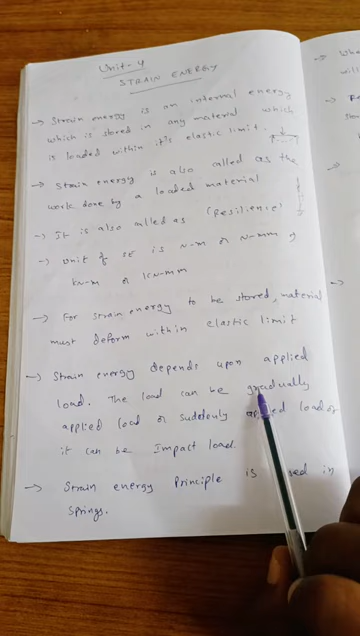 Unit-4
STRAIN ENERGY
→ Strain energy is an internal energy
which is stored in any material which
is loaded within it's elastic limit.
→ Strain energy is also called as the
work done by a loaded material
→ It is also called as (Resilience)
→ Unit of SE is N-m or N-mm or
KN-m or KN-mm
→ For strain energy to be stored, material
must deform within elastic limit
→ Strain energy depends upon applied
load. The load can be gradually
applied load or suddenly applied load or
it can be Impact load.
→ Strain energy Principle is used in
Springs.
→ Whe
will
→ Re